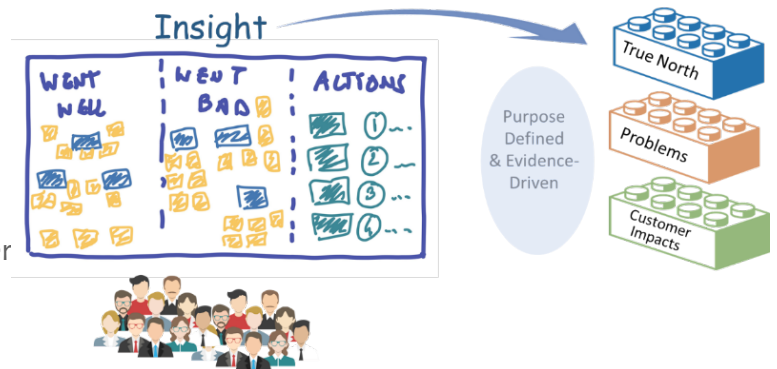 Insight
WENT
WELL
WENT
BAD
ACTIONS
1
2
3
4
er
Purpose
Defined
& Evidence-
Driven
True North
Problems
Customer
Impacts